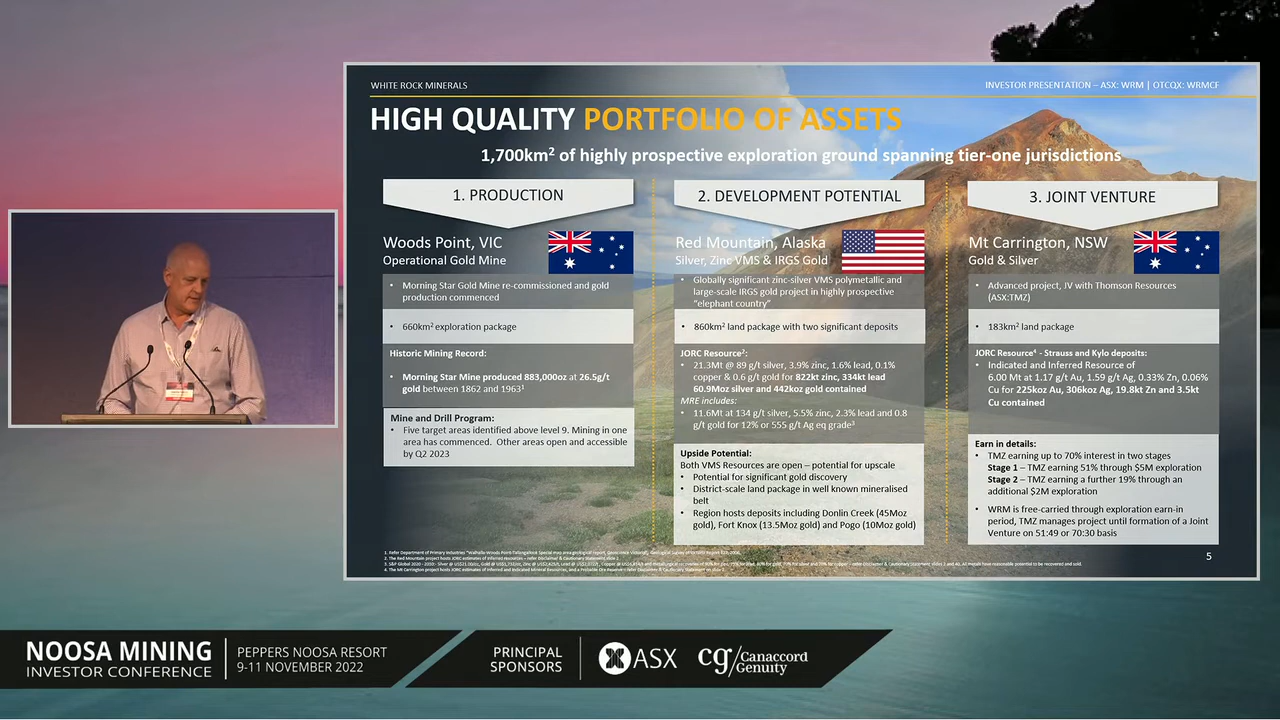 WHITE ROCK MINERALS
INVESTOR PRESENTATION – ASX: WRM | OTCQX: WRMCF
HIGH QUALITY PORTFOLIO OF ASSETS
1,700km² of highly prospective exploration ground spanning tier-one jurisdictions
1. PRODUCTION
Woods Point, VIC
Operational Gold Mine
• Morning Star Gold Mine re-commissioned and gold
production commenced
• 660km² exploration package
Historic Mining Record:
• Morning Star Mine produced 883,000oz at 26.5g/t
gold between 1862 and 1963¹
Mine and Drill Program:
• Five target areas identified above level 9. Mining in one
area has commenced. Other areas open and accessible
by Q2 2023
2. DEVELOPMENT POTENTIAL
Red Mountain, Alaska
Silver, Zinc VMS & IRGS Gold
• Globally significant zinc-silver VMS polymetallic and
large-scale IRGS gold project in highly prospective
"elephant country"
• 860km² land package with two significant deposits
JORC Resource²:
• 21.3Mt @ 89 g/t silver, 3.9% zinc, 1.6% lead, 0.1%
copper & 0.6 g/t gold for 822kt zinc, 334kt lead
60.9Moz silver and 442koz gold contained
MRE includes:
• 11.6Mt at 134 g/t silver, 5.5% zinc, 2.3% lead and 0.8
g/t gold for 12% or 555 g/t Ag eq grade³
Upside Potential:
Both VMS Resources are open – potential for upscale
• Potential for significant gold discovery
• District-scale land package in well known mineralised
belt
• Region hosts deposits including Donlin Creek (45Moz
gold), Fort Knox (13.5Moz gold) and Pogo (10Moz gold)
3. JOINT VENTURE
Mt Carrington, NSW
Gold & Silver
• Advanced project, JV with Thomson Resources
(ASX:TMZ)
• 183km² land package
JORC Resource⁴ - Strauss and Kylo deposits:
• Indicated and Inferred Resource of
6.00 Mt at 1.17 g/t Au, 1.59 g/t Ag, 0.33% Zn, 0.06%
Cu for 225koz Au, 306koz Ag, 19.8kt Zn and 3.5kt
Cu contained
Earn in details:
• TMZ earning up to 70% interest in two stages
Stage 1 – TMZ earning 51% through $5M exploration
Stage 2 – TMZ earning a further 19% through an
additional $2M exploration
• WRM is free-carried through exploration earn-in
period, TMZ manages project until formation of a Joint
Venture on 51:49 or 70:30 basis
5
NOOSA MINING
INVESTOR CONFERENCE
PEPPERS NOOSA RESORT
9-11 NOVEMBER 2022
PRINCIPAL
SPONSORS
ASX
cg/Canaccord
Genuity